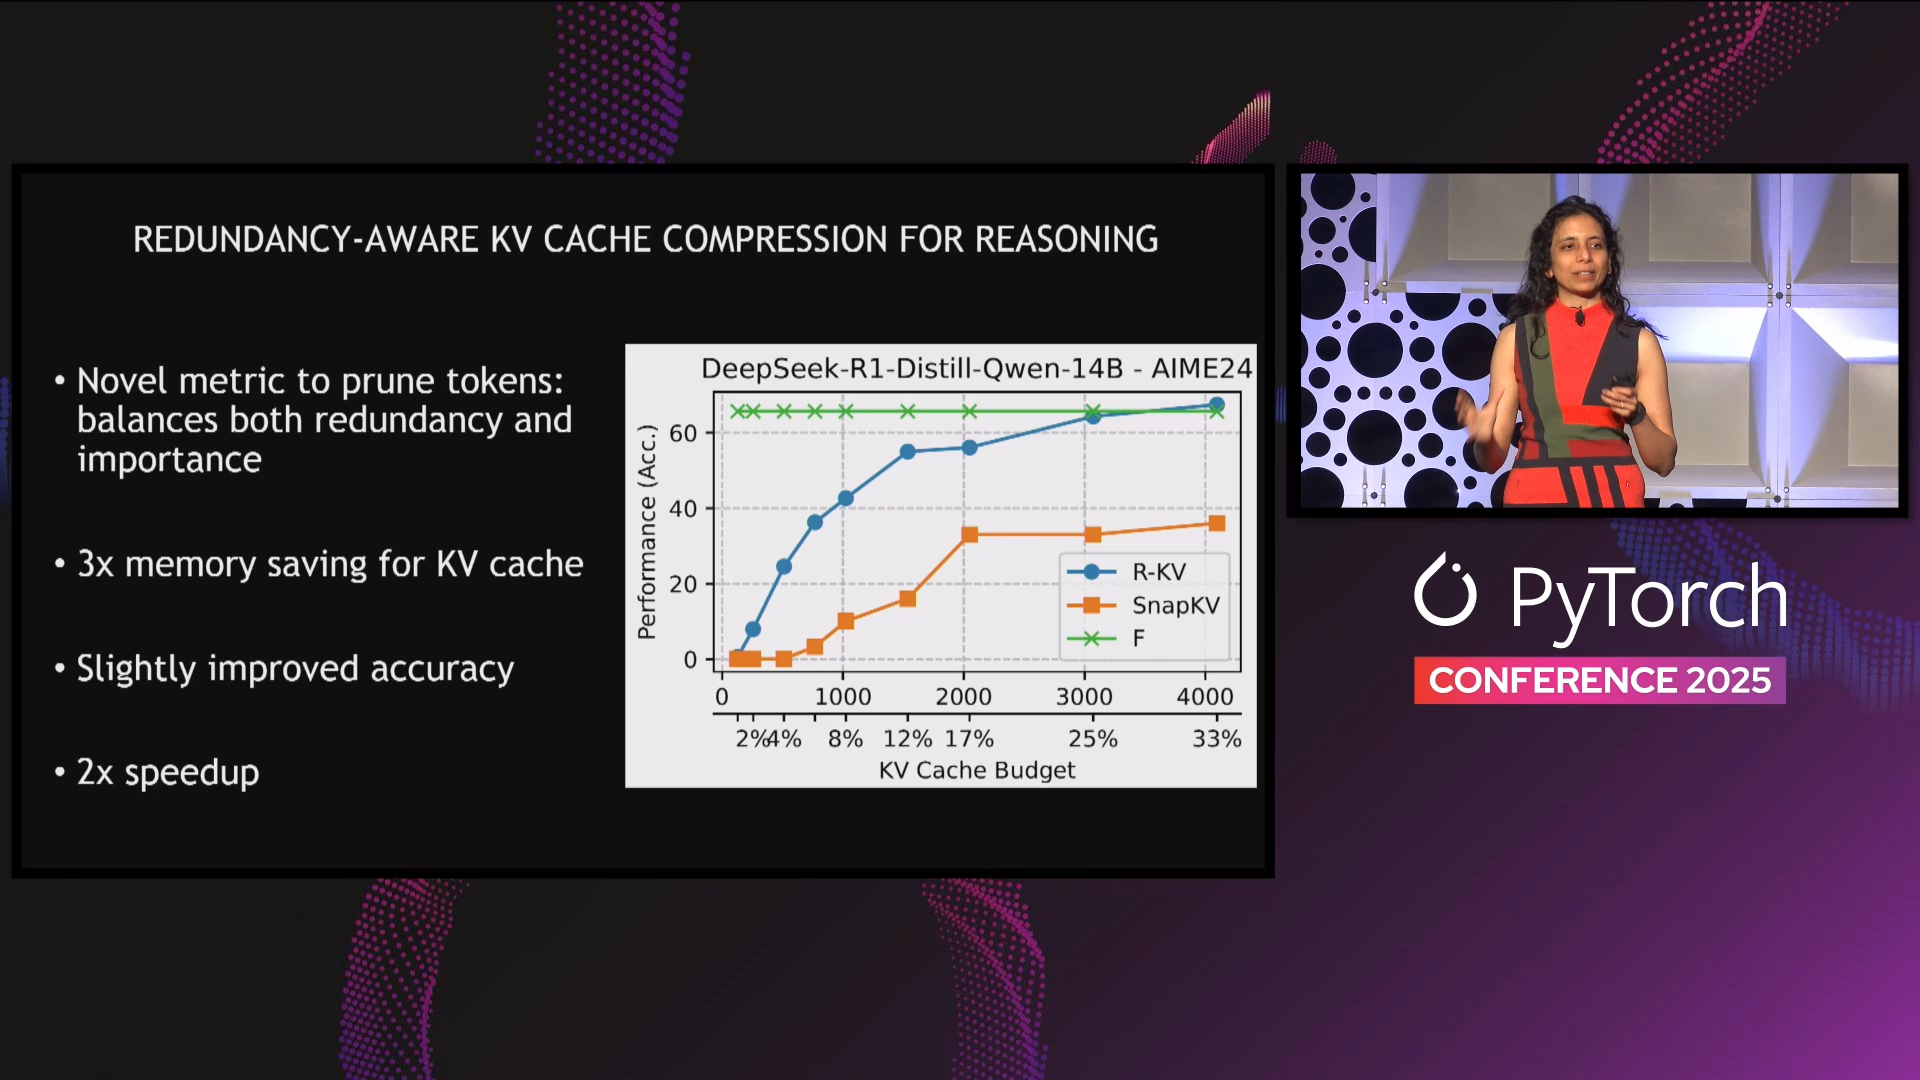 REDUNDANCY-AWARE KV CACHE COMPRESSION FOR REASONING
• Novel metric to prune tokens:
balances both redundancy and
importance
• 3x memory saving for KV cache
• Slightly improved accuracy
• 2x speedup
DeepSeek-R1-Distill-Qwen-14B - AIME24
Performance (Acc.)
60
40
20
0
R-KV
SnapKV
F
0 1000 2000 3000 4000
2% 4% 8% 12% 17% 25% 33%
KV Cache Budget
PyTorch
CONFERENCE 2025